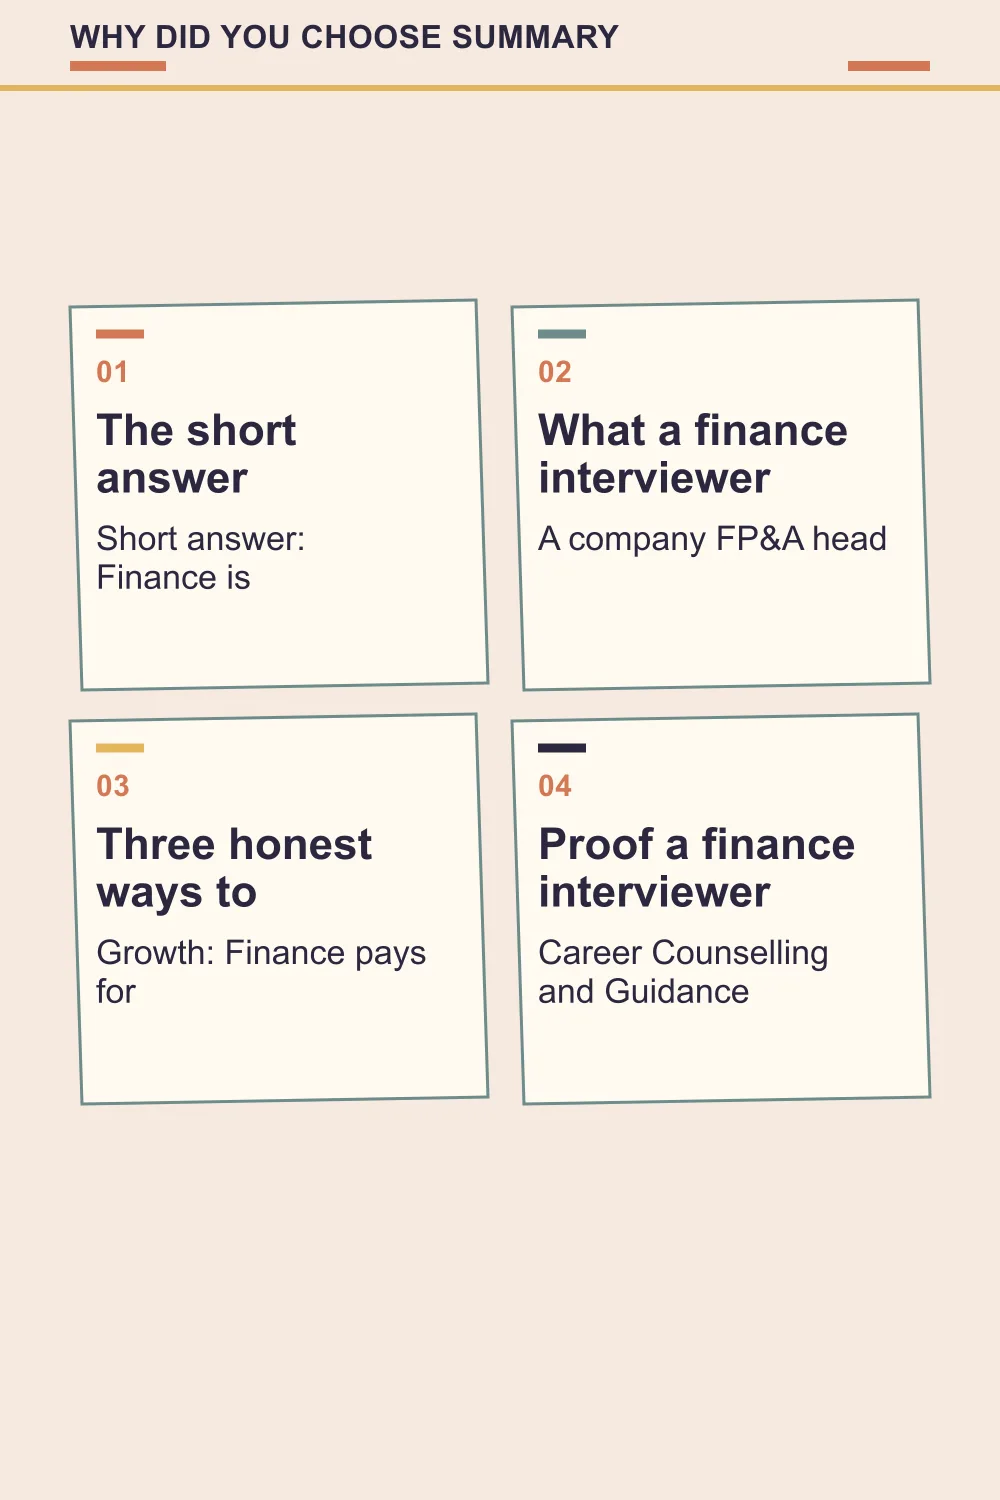 WHY DID YOU CHOOSE SUMMARY
01
The short
answer
Short answer:
Finance is
02
What a finance
interviewer
A company FP&A head
03
Three honest
ways to
Growth: Finance pays
for
04
Proof a finance
interviewer
Career Counselling
and Guidance